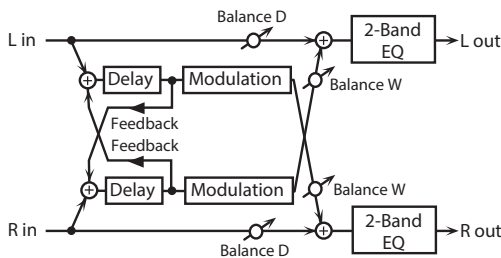 Balance D
L in
2-Band
EQ
L out
Delay
Modulation
Balance W
Feedback
Feedback
Delay
Modulation
Balance W
R in
Balance D
2-Band
EQ
R out